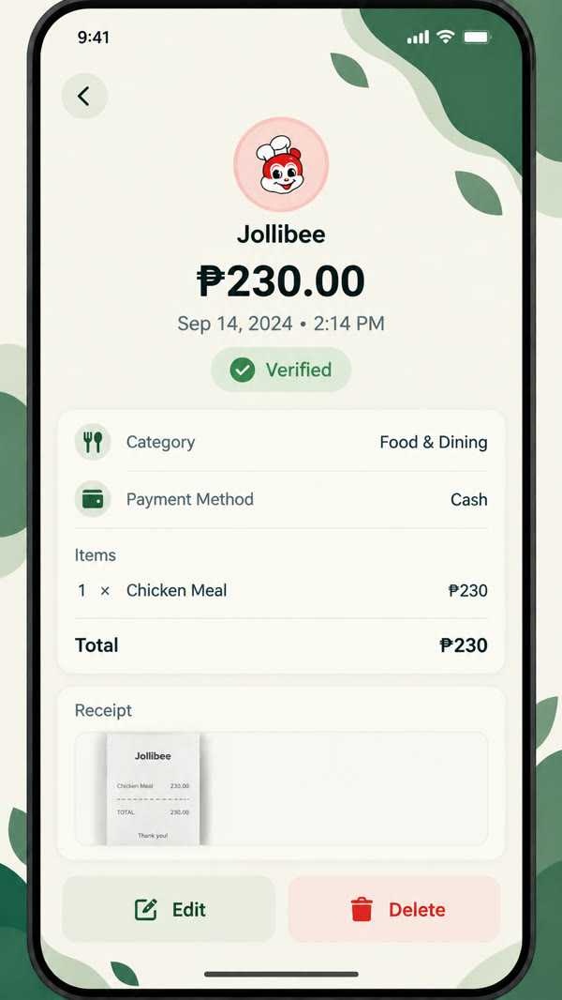 9:41
Jollibee
₱230.00
Sep 14, 2024 • 2:14 PM
Verified
Category Food & Dining
Payment Method Cash
Items
1 × Chicken Meal ₱230
Total ₱230
Receipt
Jollibee
Chicken Meal 230.00
TOTAL 230.00
Thank you!
Edit
Delete